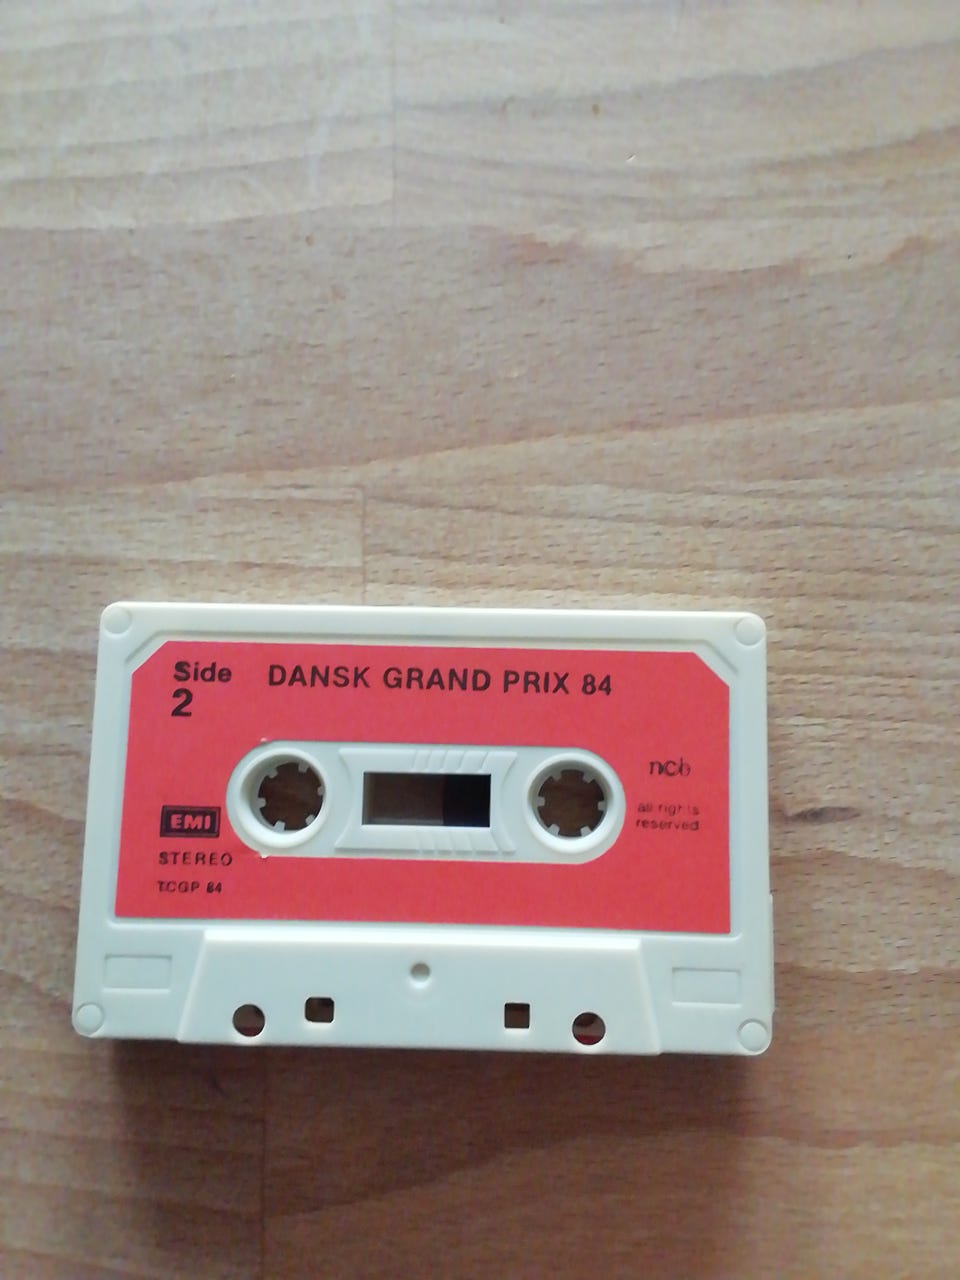 Side
2
DANSK GRAND PRIX 84
EMI
STEREO
TCGP 84
ncb
all rights
reserved